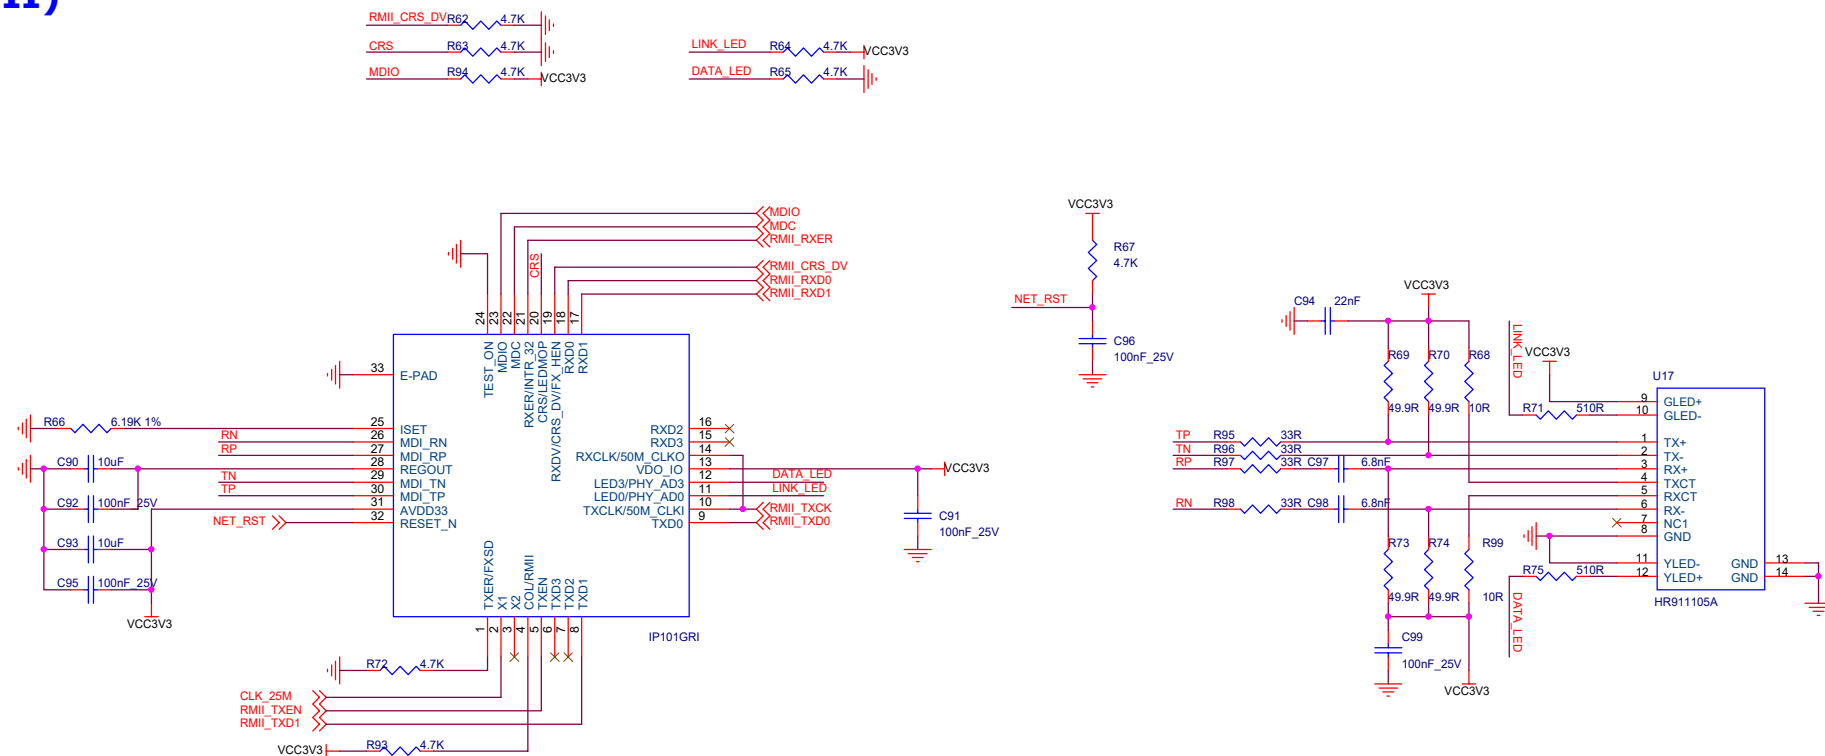 RMII_CRS_DV R62 4.7K
CRS R63 4.7K
MDIO R94 4.7K VCC3V3
LINK_LED R64 4.7K VCC3V3
DATA_LED R65 4.7K
MDIO
MDC
RMII_RXER
CRS
RMII_CRS_DV
RMII_RXD0
RMII_RXD1
24 23 22 21 20 19 18 17
TEST_ON
MDIO
MDC
RXER/INTR_32
CRS/LEDMOP
RXDV/CRS_DV/FX_HEN
RXD0
RXD1
33 E-PAD
R66 6.19K 1% 25 ISET
RN 26 MDI_RN
RP 27 MDI_RP
C90 10uF 28 REGOUT
TN 29 MDI_TN
TP 30 MDI_TP
C92 100nF_25V 31 AVDD33
NET_RST 32 RESET_N
C93 10uF
C95 100nF_25V
VCC3V3
RXD2 16
RXD3 15
RXCLK/50M_CLKO 14
VDO_IO 13 VCC3V3
LED3/PHY_AD3 12 DATA_LED
LED0/PHY_AD0 11 LINK_LED
TXCLK/50M_CLKI 10 RMII_TXCK
TXD0 9 RMII_TXD0
C91
100nF_25V
TXER/FXSD
X1
X2
COL/RMII
TXEN
TXD3
TXD2
TXD1
1 2 3 4 5 6 7 8
IP101GRI
R72 4.7K
CLK_25M
RMII_TXEN
RMII_TXD1
VCC3V3 R93 4.7K
VCC3V3
R67
4.7K
NET_RST
C96
100nF_25V
VCC3V3
C94 22nF
R69 R70 R68
49.9R 49.9R 10R
LINK_LED
VCC3V3
R71 510R
TP R95 33R
TN R96 33R
RP R97 33R C97 6.8nF
RN R98 33R C98 6.8nF
U17
9 GLED+
10 GLED-
1 TX+
2 TX-
3 RX+
4 TXCT
5 RXCT
6 RX-
7 NC1
8 GND
11 YLED- GND 13
12 YLED+ GND 14
HR911105A
R75 510R
DATA_LED
R73 R74 R99
49.9R 49.9R 10R
C99
100nF_25V
VCC3V3